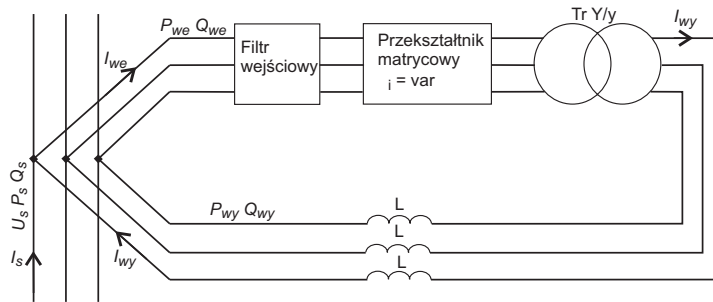 Tr Y/y
P_we Q_we
I_wy
I_we
Filtr
wejściowy
Przekształtnik
matrycowy
i = var
U_s P_s Q_s
P_wy Q_wy
L
L
I_wy
I_s
L